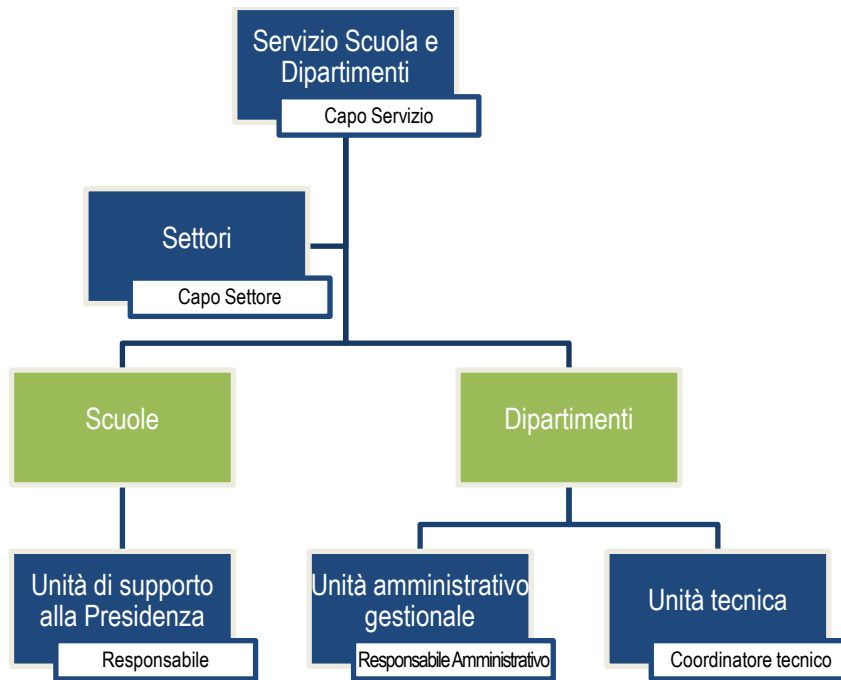 Servizio Scuola e
Dipartimenti
Capo Servizio
Settori
Capo Settore
Scuole
Dipartimenti
Unità di supporto
alla Presidenza
Responsabile
Unità amministrativo
gestionale
Responsabile Amministrativo
Unità tecnica
Coordinatore tecnico